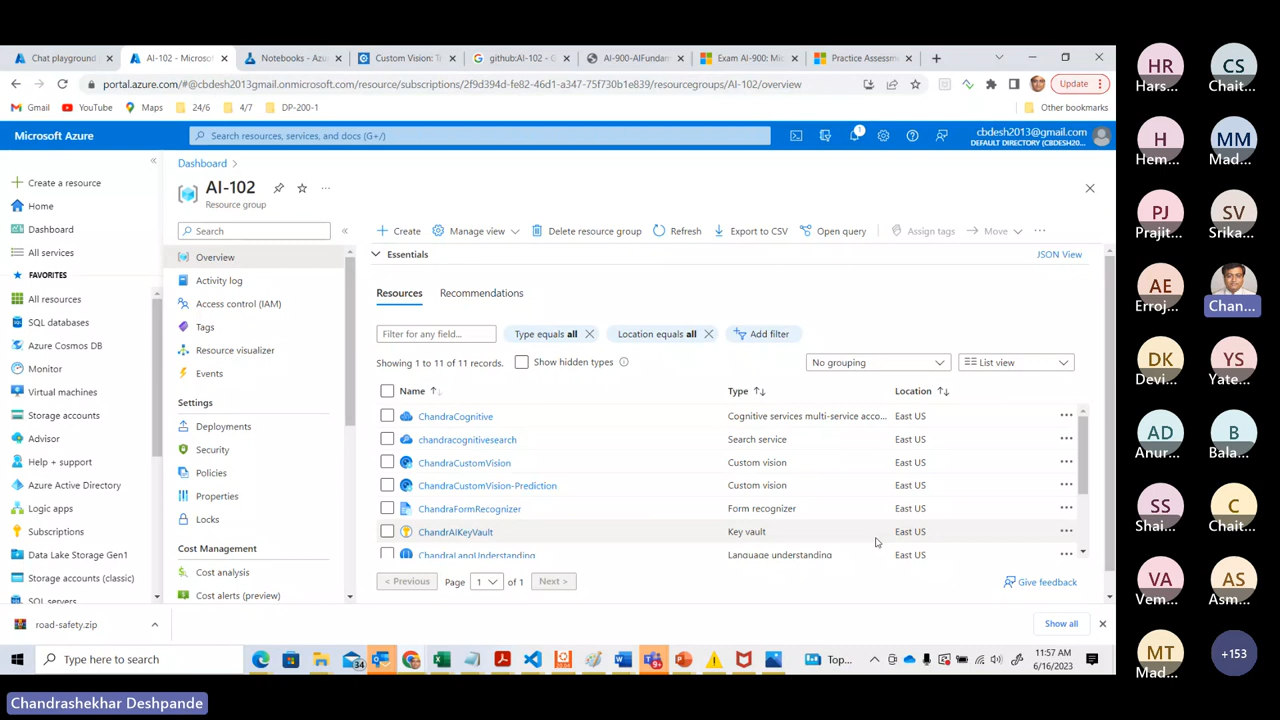 Chat playground
AI-102 - Microsof
Notebooks - Azu
Custom Vision: T
github:AI-102 - G
AI-900-AIFundam
Exam AI-900: Mi
Practice Assessm
portal.azure.com/#@cbdesh2013gmail.onmicrosoft.com/resource/subscriptions/2f9d394d-fe82-46d1-a347-75f730b1e839/resourcegroups/AI-102/overview
Update
Gmail
YouTube
Maps
24/6
4/7
DP-200-1
Other bookmarks
Microsoft Azure
Search resources, services, and docs (G+/)
1
cbdesh2013@gmail.com
DEFAULT DIRECTORY (CBDESH20...
Create a resource
Home
Dashboard
All services
FAVORITES
All resources
SQL databases
Azure Cosmos DB
Monitor
Virtual machines
Storage accounts
Advisor
Help + support
Azure Active Directory
Logic apps
Subscriptions
Data Lake Storage Gen1
Storage accounts (classic)
SQL servers
Dashboard >
AI-102
Resource group
Search
Overview
Activity log
Access control (IAM)
Tags
Resource visualizer
Events
Settings
Deployments
Security
Policies
Properties
Locks
Cost Management
Cost analysis
Cost alerts (preview)
Create
Manage view
Delete resource group
Refresh
Export to CSV
Open query
Assign tags
Move
Essentials
JSON View
Resources
Recommendations
Filter for any field...
Type equals all
Location equals all
Add filter
Showing 1 to 11 of 11 records.
Show hidden types
No grouping
List view
Name
Type
Location
ChandraCognitive
Cognitive services multi-service acco...
East US
chandracognitivesearch
Search service
East US
ChandraCustomVision
Custom vision
East US
ChandraCustomVision-Prediction
Custom vision
East US
ChandraFormRecognizer
Form recognizer
East US
ChandrAIKeyVault
Key vault
East US
ChandraLangUnderstanding
Language understanding
East US
< Previous
Page
1
of 1
Next >
Give feedback
road-safety.zip
Show all
Type here to search
34
9+
Top...
11:57 AM
6/16/2023
Chandrashekhar Deshpande
HR
Hars...
CS
Chait...
H
Hem...
MM
Mad...
PJ
Prajit...
SV
Srika...
AE
Erroj...
Chan...
DK
Devi...
YS
Yate...
AD
Anur...
B
Bala...
SS
Shai...
C
Chait...
VA
Vem...
AS
Asm...
MT
Mad...
+153